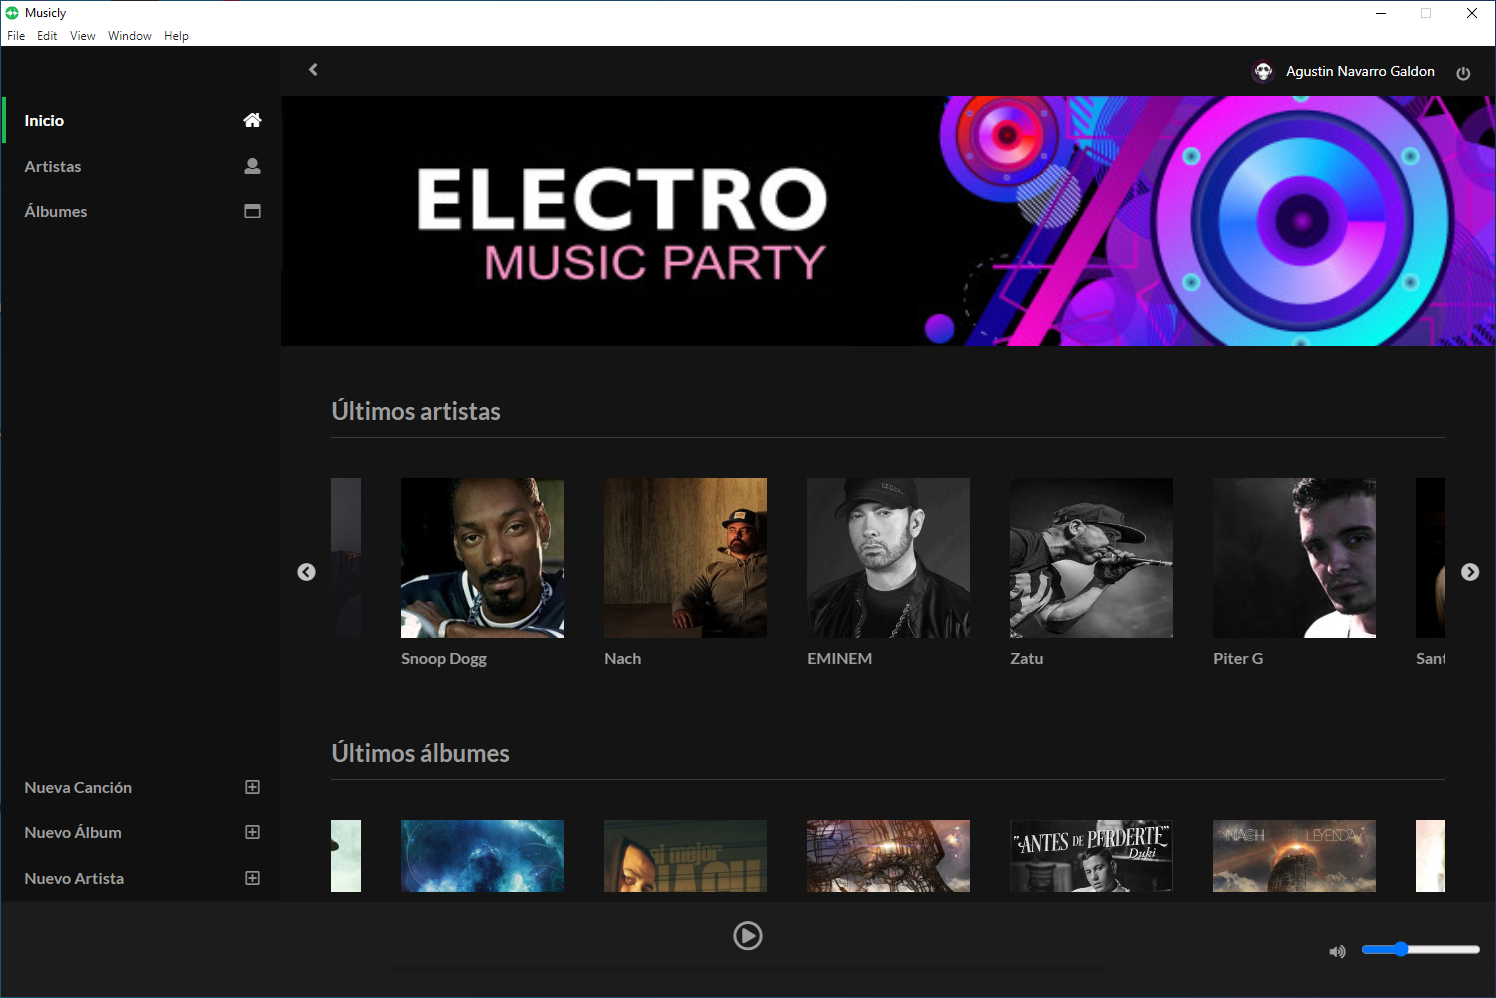 Musicly
File Edit View Window Help
Agustin Navarro Galdon
Inicio
Artistas
Álbumes
ELECTRO
MUSIC PARTY
Últimos artistas
Snoop Dogg
Nach
EMINEM
Zatu
Piter G
Sant
Últimos álbumes
si mejor
"ANTES DE PERDERTE"
Duki
NACH LEYENDA
Nueva Canción
Nuevo Álbum
Nuevo Artista